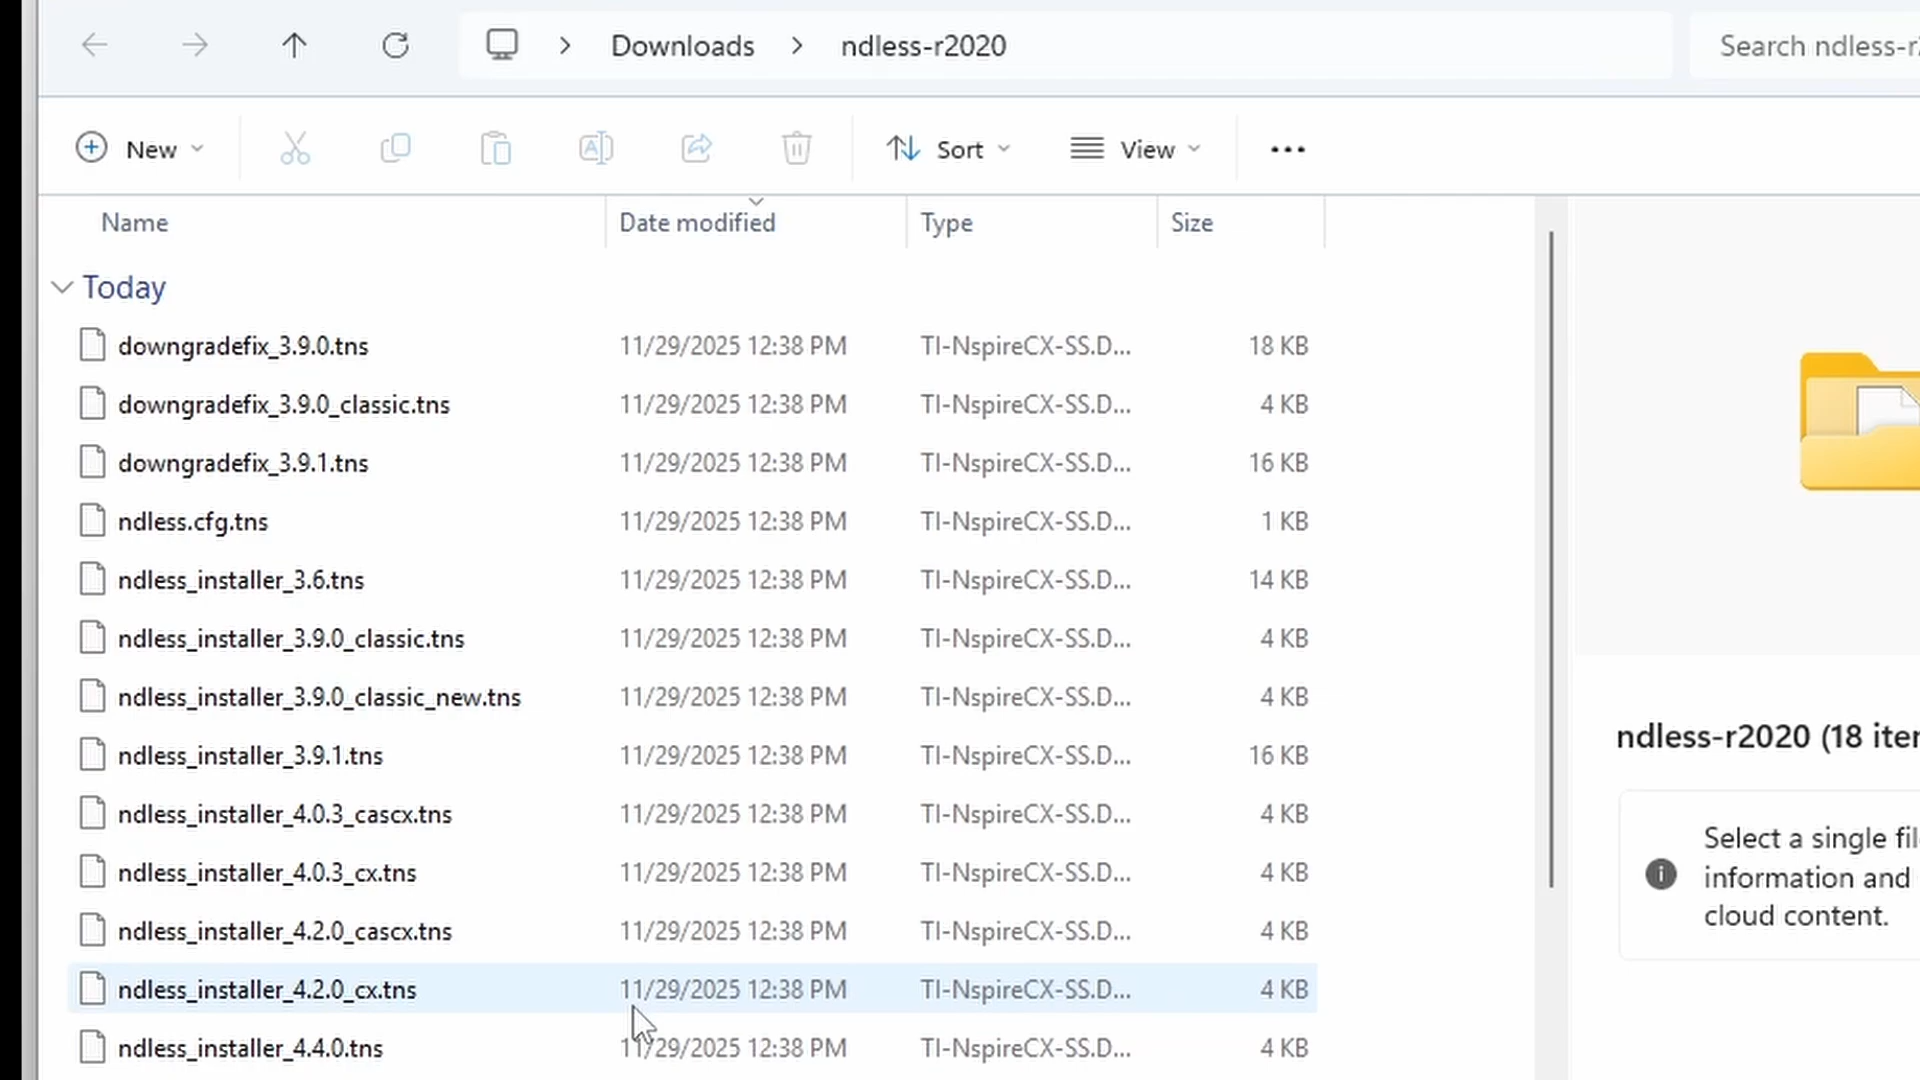 Downloads > ndless-r2020
Search ndless-r2
New
Sort
View
Name Date modified Type Size
Today
downgradefix_3.9.0.tns 11/29/2025 12:38 PM TI-NspireCX-SS.D... 18 KB
downgradefix_3.9.0_classic.tns 11/29/2025 12:38 PM TI-NspireCX-SS.D... 4 KB
downgradefix_3.9.1.tns 11/29/2025 12:38 PM TI-NspireCX-SS.D... 16 KB
ndless.cfg.tns 11/29/2025 12:38 PM TI-NspireCX-SS.D... 1 KB
ndless_installer_3.6.tns 11/29/2025 12:38 PM TI-NspireCX-SS.D... 14 KB
ndless_installer_3.9.0_classic.tns 11/29/2025 12:38 PM TI-NspireCX-SS.D... 4 KB
ndless_installer_3.9.0_classic_new.tns 11/29/2025 12:38 PM TI-NspireCX-SS.D... 4 KB
ndless_installer_3.9.1.tns 11/29/2025 12:38 PM TI-NspireCX-SS.D... 16 KB
ndless_installer_4.0.3_cascx.tns 11/29/2025 12:38 PM TI-NspireCX-SS.D... 4 KB
ndless_installer_4.0.3_cx.tns 11/29/2025 12:38 PM TI-NspireCX-SS.D... 4 KB
ndless_installer_4.2.0_cascx.tns 11/29/2025 12:38 PM TI-NspireCX-SS.D... 4 KB
ndless_installer_4.2.0_cx.tns 11/29/2025 12:38 PM TI-NspireCX-SS.D... 4 KB
ndless_installer_4.4.0.tns 11/29/2025 12:38 PM TI-NspireCX-SS.D... 4 KB
ndless-r2020 (18 iter
Select a single fil
information and
cloud content.